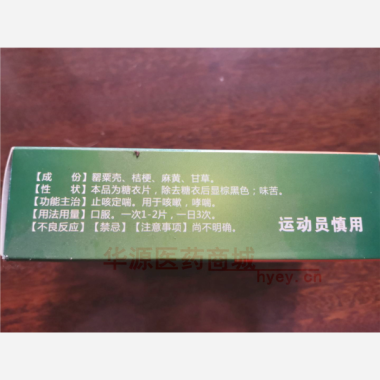 【成　份】罂粟壳、桔梗、麻黄、甘草。
【性　状】本品为糖衣片，除去糖衣后显棕黑色；味苦。
【功能主治】止咳定喘。用于咳嗽，哮喘。
【用法用量】口服。一次1-2片，一日3次。
【不良反应】【禁忌】【注意事项】尚不明确。
运动员慎用
华源医药商城
hyey.cn